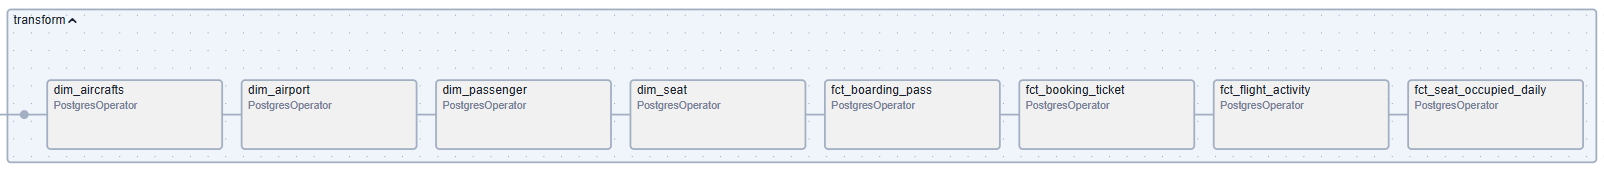 transform
dim_aircrafts
PostgresOperator
dim_airport
PostgresOperator
dim_passenger
PostgresOperator
dim_seat
PostgresOperator
fct_boarding_pass
PostgresOperator
fct_booking_ticket
PostgresOperator
fct_flight_activity
PostgresOperator
fct_seat_occupied_daily
PostgresOperator